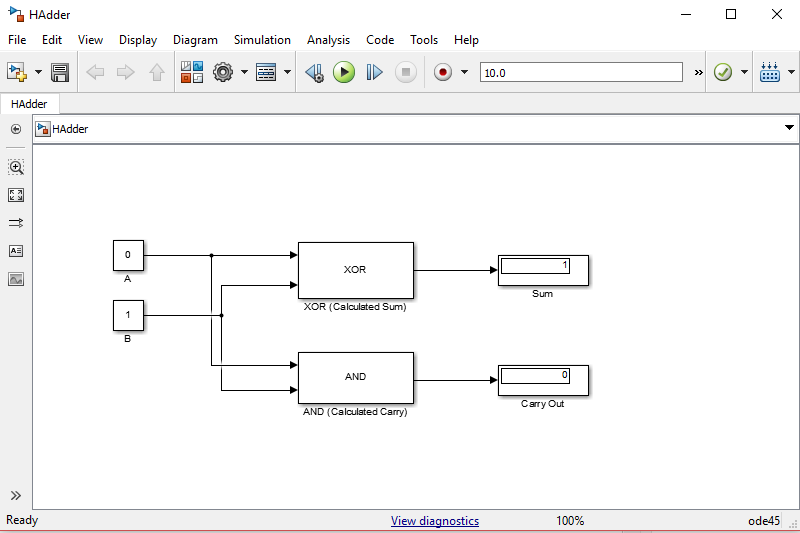 HAdder
File Edit View Display Diagram Simulation Analysis Code Tools Help
10.0 »
HAdder
HAdder
0
A
1
B
XOR
XOR (Calculated Sum)
1
Sum
AND
AND (Calculated Carry)
0
Carry Out
Ready View diagnostics 100% ode45